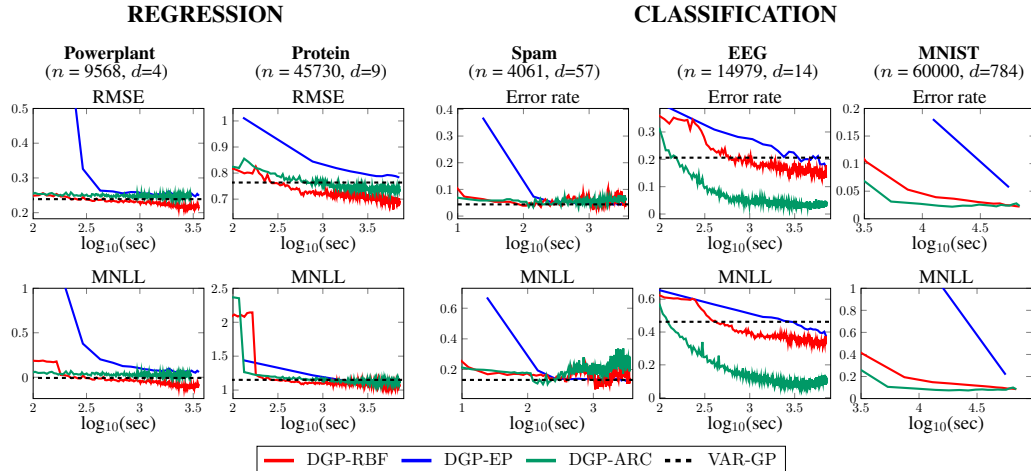 REGRESSION CLASSIFICATION
Powerplant Protein Spam EEG MNIST
(n = 9568, d=4) (n = 45730, d=9) (n = 4061, d=57) (n = 14979, d=14) (n = 60000, d=784)
RMSE RMSE Error rate Error rate Error rate
0.5 0.4 0.3 0.2
1 0.9 0.8 0.7
0.6 0.4 0.2 0
0.3 0.2 0.1 0
0.2 0.15 0.1 0.05 0
2 2.5 3 3.5
2 2.5 3 3.5
1 2 3
2 2.5 3 3.5 4
3.5 4 4.5
log10(sec) log10(sec) log10(sec) log10(sec) log10(sec)
MNLL MNLL MNLL MNLL MNLL
1 0.5 0
2.5 2 1.5 1
0.8 0.6 0.4 0.2 0
0.6 0.4 0.2 0
1 0.8 0.6 0.4 0.2 0
2 2.5 3 3.5
2 2.5 3 3.5
1 2 3
2 2.5 3 3.5 4
3.5 4 4.5
log10(sec) log10(sec) log10(sec) log10(sec) log10(sec)
DGP-RBF DGP-EP DGP-ARC VAR-GP